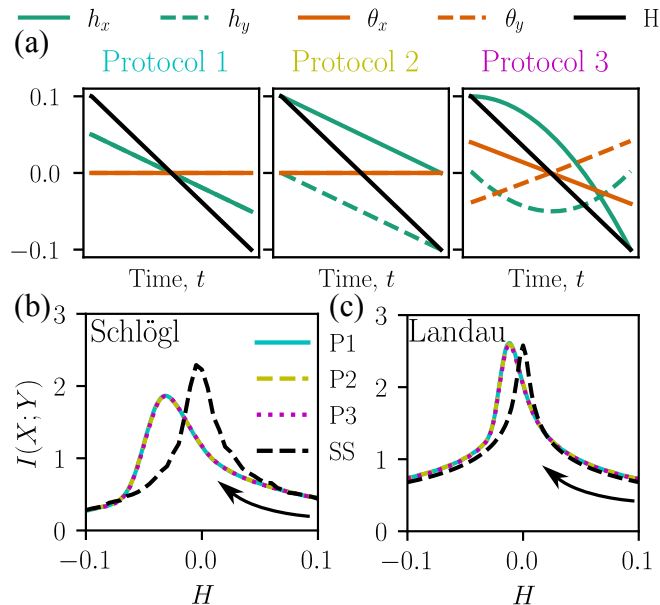 h_x h_y θ_x θ_y H
(a)
Protocol 1 Protocol 2 Protocol 3
0.1
0.0
−0.1
Time, t Time, t Time, t
(b) (c)
3 3
Schlögl Landau
P1
P2
P3
SS
I(X; Y)
2 2
1 1
0 0
−0.1 0.0 0.1 −0.1 0.0 0.1
H H